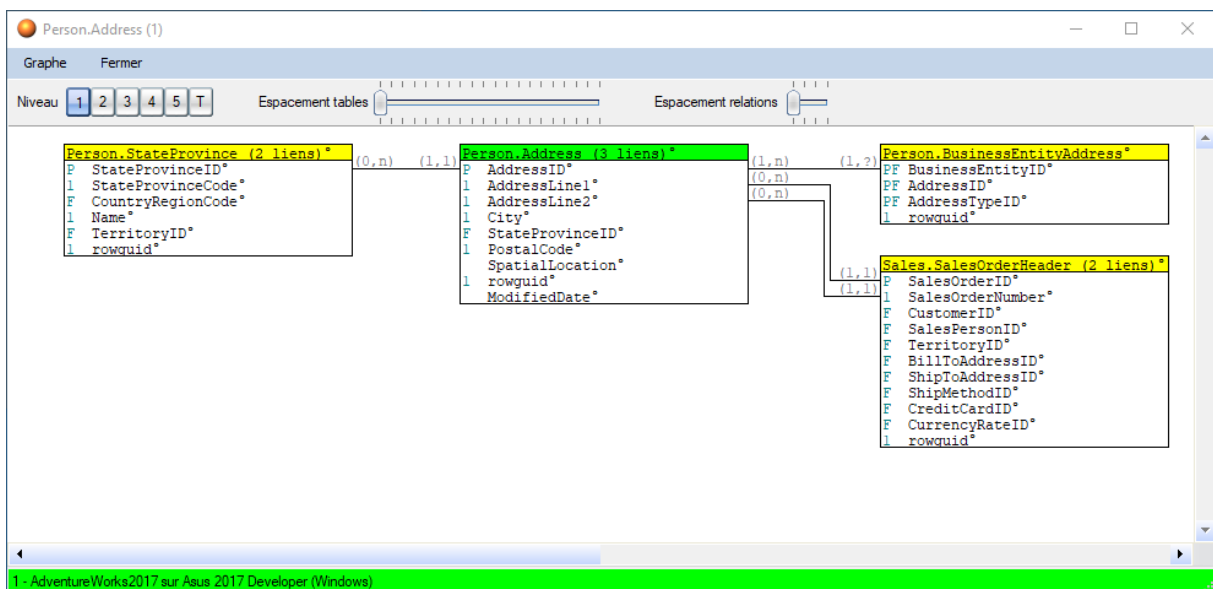 Person.Address (1)
Graphe Fermer
Niveau 1 2 3 4 5 T Espacement tables Espacement relations
Person.StateProvince (2 liens)°
P StateProvinceID°
1 StateProvinceCode°
F CountryRegionCode°
1 Name°
F TerritoryID°
1 rowguid°
(0,n) (1,1)
Person.Address (3 liens)°
P AddressID°
1 AddressLine1°
1 AddressLine2°
1 City°
F StateProvinceID°
1 PostalCode°
SpatialLocation°
1 rowguid°
ModifiedDate°
(1,n) (1,?)
(0,n)
(0,n)
Person.BusinessEntityAddress°
PF BusinessEntityID°
PF AddressID°
PF AddressTypeID°
1 rowguid°
(1,1)
(1,1)
Sales.SalesOrderHeader (2 liens)°
P SalesOrderID°
1 SalesOrderNumber°
F CustomerID°
F SalesPersonID°
F TerritoryID°
F BillToAddressID°
F ShipToAddressID°
F ShipMethodID°
F CreditCardID°
F CurrencyRateID°
1 rowguid°
1 - AdventureWorks2017 sur Asus 2017 Developer (Windows)